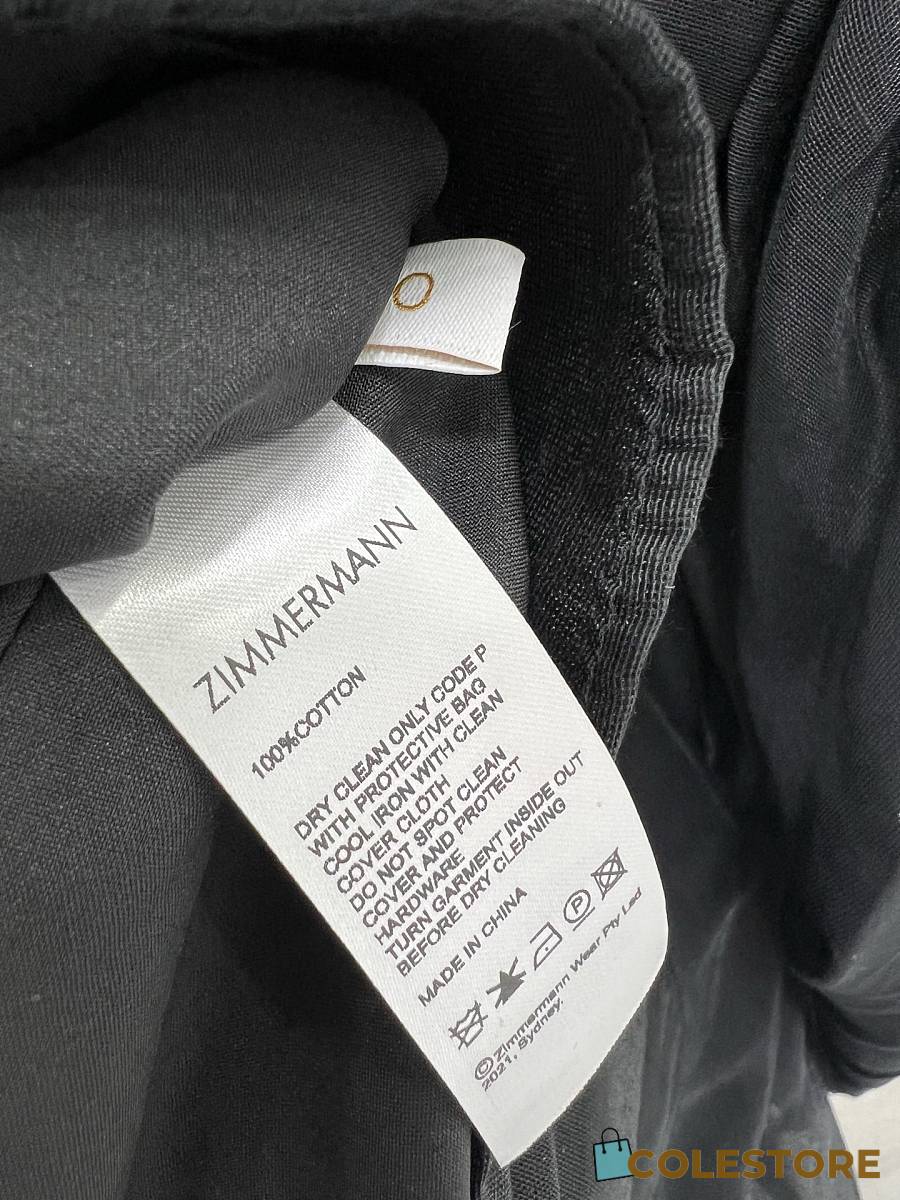 0
ZIMMERMANN
100%COTTON
DRY CLEAN ONLY CODE P
WITH PROTECTIVE BAG
COOL IRON WITH CLEAN
COVER CLOTH
DO NOT SPOT CLEAN
COVER AND PROTECT
HARDWARE
TURN GARMENT INSIDE OUT
BEFORE DRY CLEANING
MADE IN CHINA
P
©Zimmermann Wear Pty Led
2021, Sydney.
COLESTORE